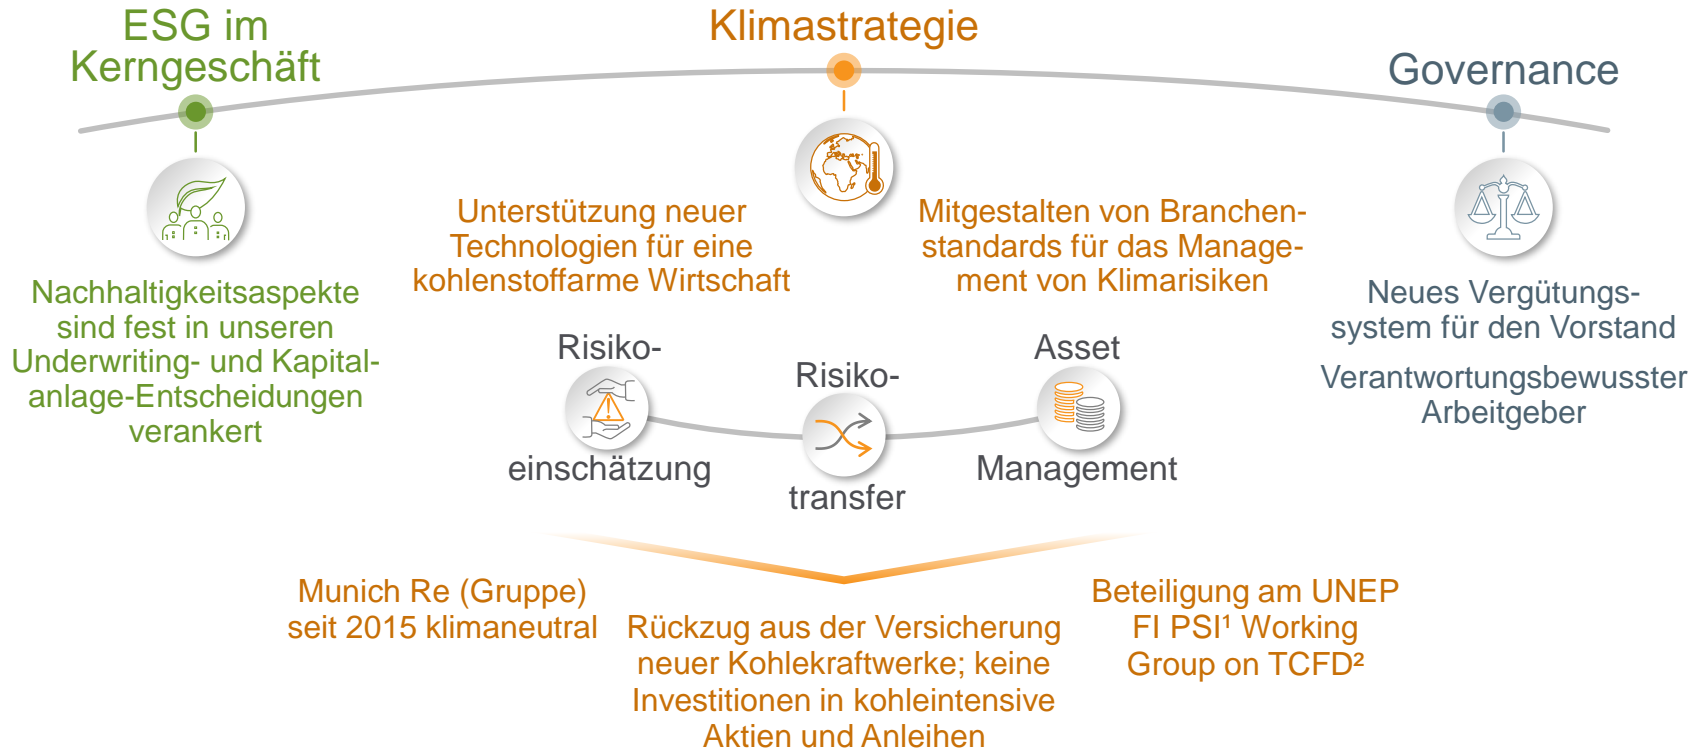 ESG im
Kerngeschäft
Nachhaltigkeitsaspekte
sind fest in unseren
Underwriting- und Kapital-
anlage-Entscheidungen
verankert
Klimastrategie
Unterstützung neuer
Technologien für eine
kohlenstoffarme Wirtschaft
Mitgestalten von Branchen-
standards für das Manage-
ment von Klimarisiken
Risiko-
einschätzung
Risiko-
transfer
Asset
Management
Munich Re (Gruppe)
seit 2015 klimaneutral
Rückzug aus der Versicherung
neuer Kohlekraftwerke; keine
Investitionen in kohleintensive
Aktien und Anleihen
Beteiligung am UNEP
FI PSI¹ Working
Group on TCFD²
Governance
Neues Vergütungs-
system für den Vorstand
Verantwortungsbewusster
Arbeitgeber